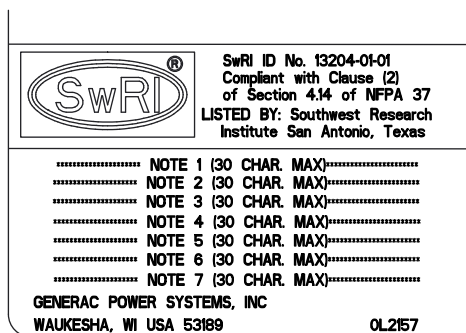 SwRI ®
SwRI ID No. 13204-01-01
Compliant with Clause (2)
of Section 4.14 of NFPA 37
LISTED BY: Southwest Research
Institute San Antonio, Texas
NOTE 1 (30 CHAR. MAX)
NOTE 2 (30 CHAR. MAX)
NOTE 3 (30 CHAR. MAX)
NOTE 4 (30 CHAR. MAX)
NOTE 5 (30 CHAR. MAX)
NOTE 6 (30 CHAR. MAX)
NOTE 7 (30 CHAR. MAX)
GENERAC POWER SYSTEMS, INC
WAUKESHA, WI USA 53189 0L2157